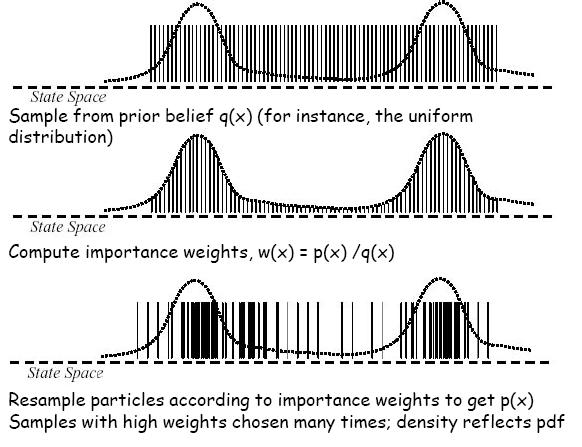 State Space
Sample from prior belief q(x) (for instance, the uniform
distribution)
State Space
Compute importance weights, w(x) = p(x) /q(x)
State Space
Resample particles according to importance weights to get p(x)
Samples with high weights chosen many times; density reflects pdf